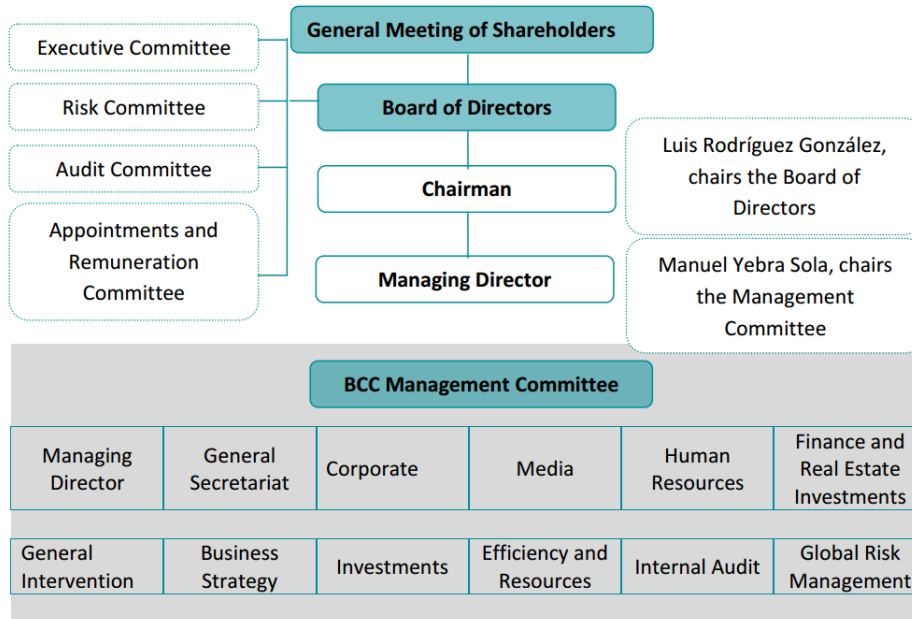 General Meeting of Shareholders
Executive Committee
Risk Committee
Board of Directors
Audit Committee
Chairman
Luis Rodríguez González,
chairs the Board of
Directors
Appointments and
Remuneration
Committee
Managing Director
Manuel Yebra Sola, chairs
the Management
Committee
BCC Management Committee
Managing
Director
General
Secretariat
Corporate
Media
Human
Resources
Finance and
Real Estate
Investments
General
Intervention
Business
Strategy
Investments
Efficiency and
Resources
Internal Audit
Global Risk
Management